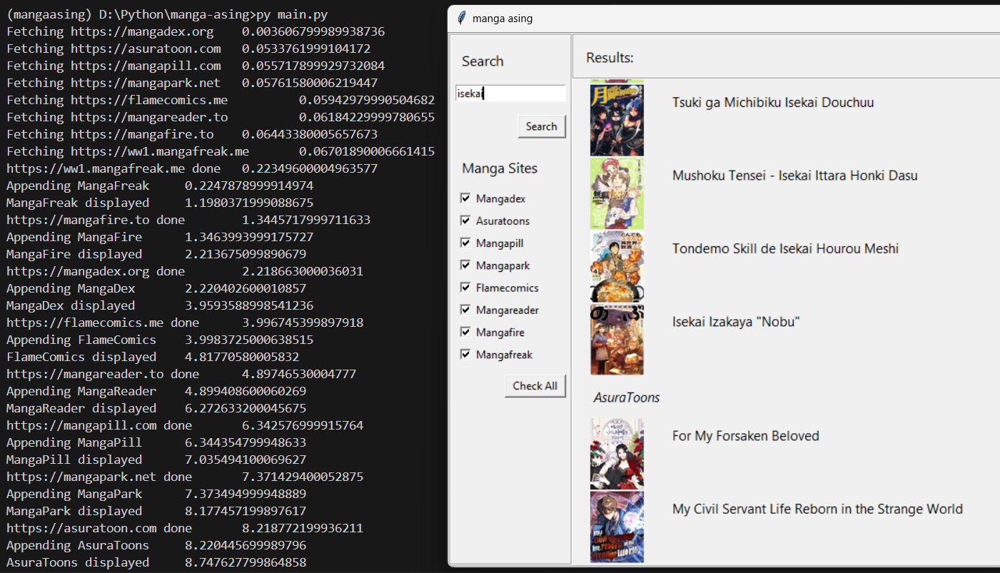 (mangaasing) D:\Python\manga-asing>py main.py
Fetching https://mangadex.org 0.003606799989938736
Fetching https://asuratoon.com 0.0533761999104172
Fetching https://mangapill.com 0.055717899929732084
Fetching https://mangapark.net 0.05761580006219447
Fetching https://flamecomics.me 0.05942979990504682
Fetching https://mangareader.to 0.06184229999780655
Fetching https://mangafire.to 0.06443380005657673
Fetching https://ww1.mangafreak.me 0.06701890006661415
https://ww1.mangafreak.me done 0.22349600004963577
Appending MangaFreak 0.2247878999914974
MangaFreak displayed 1.1980371999088675
https://mangafire.to done 1.3445717999711633
Appending MangaFire 1.3463993999175727
MangaFire displayed 2.213675099890679
https://mangadex.org done 2.218663000036031
Appending MangaDex 2.220402600010857
MangaDex displayed 3.9593588998541236
https://flamecomics.me done 3.996745399897918
Appending FlameComics 3.9983725000638515
FlameComics displayed 4.81770580005832
https://mangareader.to done 4.89746530004777
Appending MangaReader 4.899408600060269
MangaReader displayed 6.272633200045675
https://mangapill.com done 6.342576999915764
Appending MangaPill 6.344354799948633
MangaPill displayed 7.035494100069627
https://mangapark.net done 7.371429400052875
Appending MangaPark 7.373494999948889
MangaPark displayed 8.177457199897617
https://asuratoon.com done 8.218772199936211
Appending AsuraToons 8.220445699989796
AsuraToons displayed 8.747627799864858
manga asing
Search
isekai
Search
Manga Sites
Mangadex
Asuratoons
Mangapill
Mangapark
Flamecomics
Mangareader
Mangafire
Mangafreak
Check All
Results:
Tsuki ga Michibiku Isekai Douchuu
Mushoku Tensei - Isekai Ittara Honki Dasu
Tondemo Skill de Isekai Hourou Meshi
Isekai Izakaya "Nobu"
AsuraToons
For My Forsaken Beloved
My Civil Servant Life Reborn in the Strange World